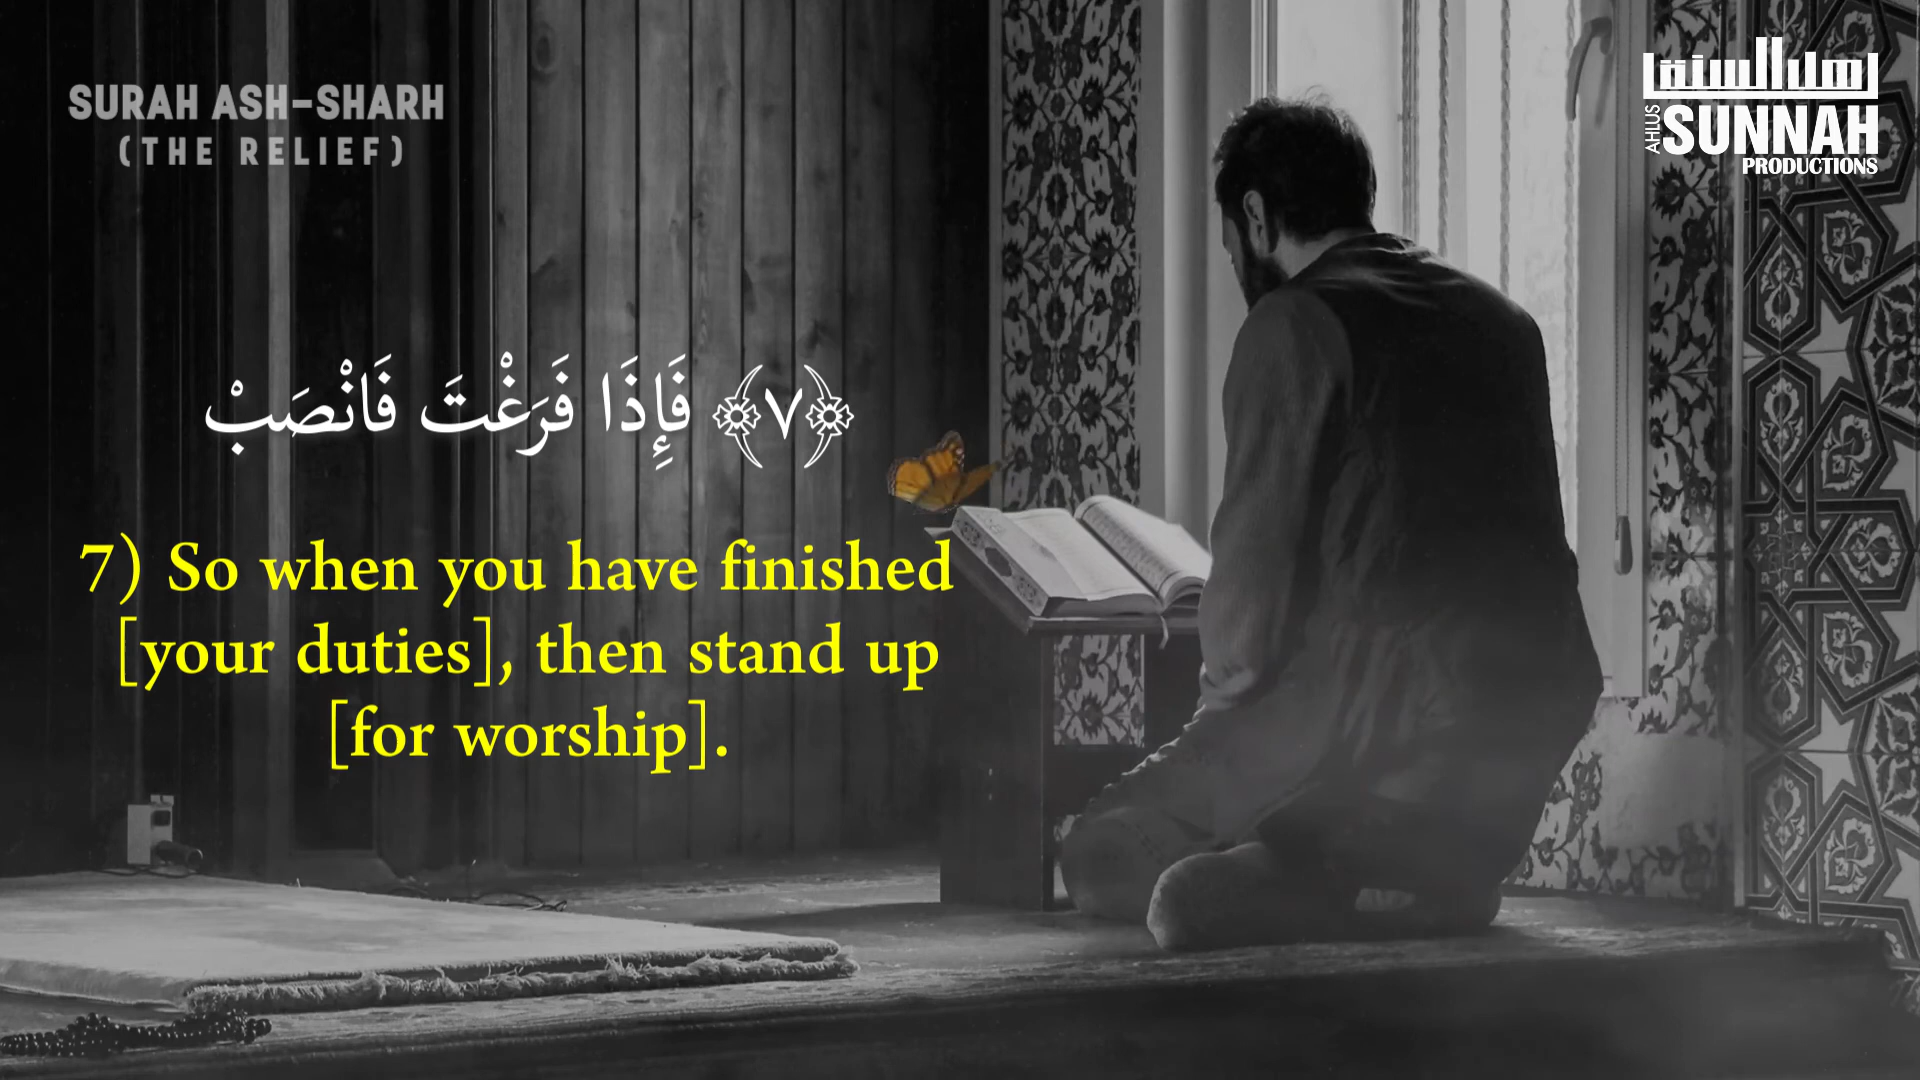 SURAH ASH-SHARH
(THE RELIEF)
اهل السنة
AHLUS
SUNNAH
PRODUCTIONS
﴿٧﴾ فَإِذَا فَرَغْتَ فَانْصَبْ
7) So when you have finished
[your duties], then stand up
[for worship].